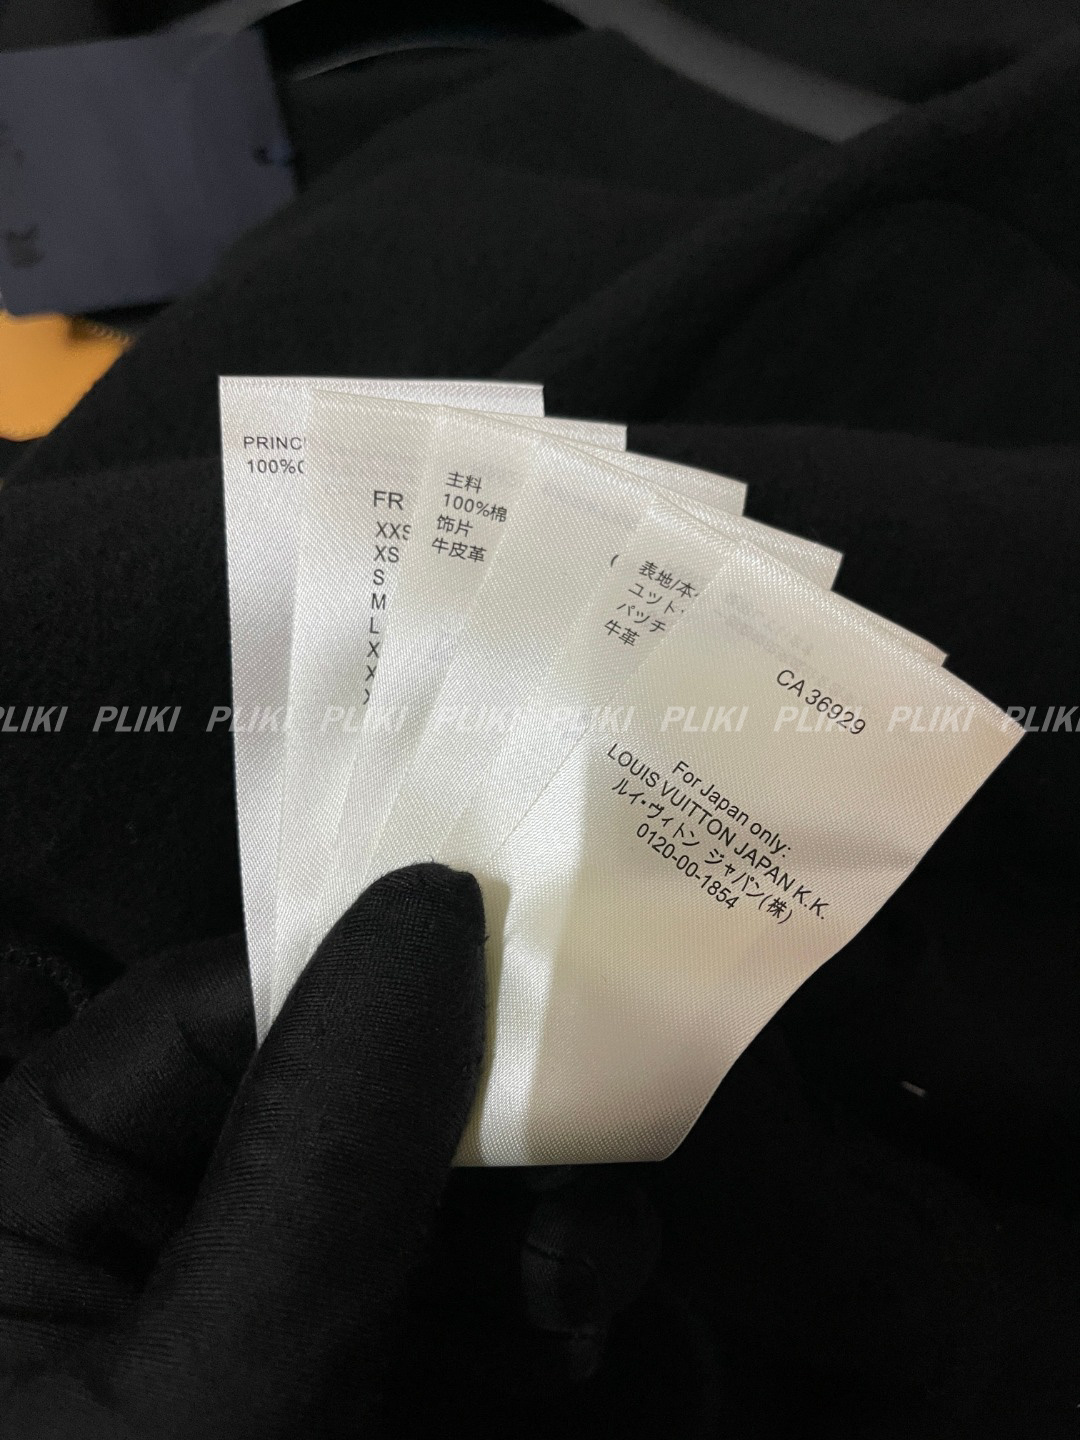 PRINC
100%C
FR
XXS
XS
S
M
L
X
X
X
主料
100%棉
饰片
牛皮革
(
表地/本
ユット・
パッチ
牛革
CA 36929
For Japan only:
LOUIS VUITTON JAPAN K.K.
ルイ・ヴィトン ジャパン(株)
0120-00-1854
PLIKI PLIKI PLIKI PLIKI PLIKI PLIKI PLIKI PLIKI PLIKI PLIKI